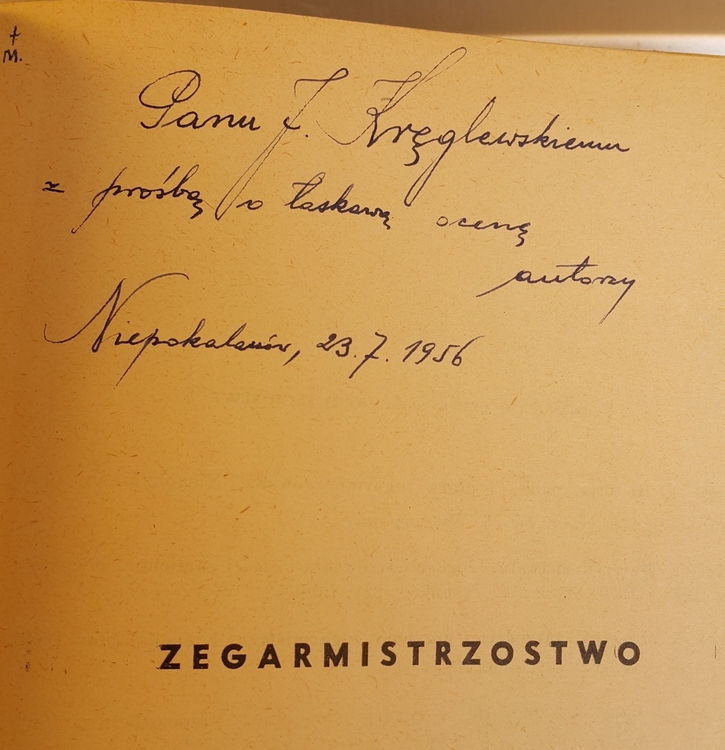 †
M.
Panu J. Kręglewskiemu
z prośbą o łaskawą ocenę
autorzy
Niepokalanów, 23.7.1956
ZEGARMISTRZOSTWO